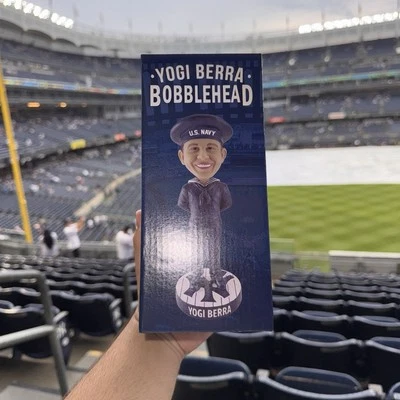 ·YOGI BERRA·
BOBBLEHEAD
U.S. NAVY
YOGI BERRA